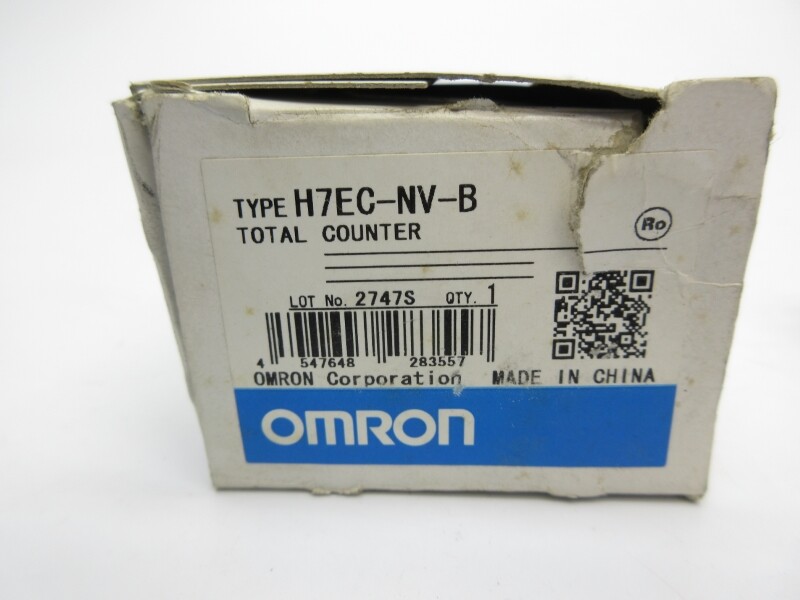 TYPE H7EC-NV-B
TOTAL COUNTER
Ro
LOT No. 2747S QTY. 1
4 547648 283557
OMRON Corporation MADE IN CHINA
OMRON